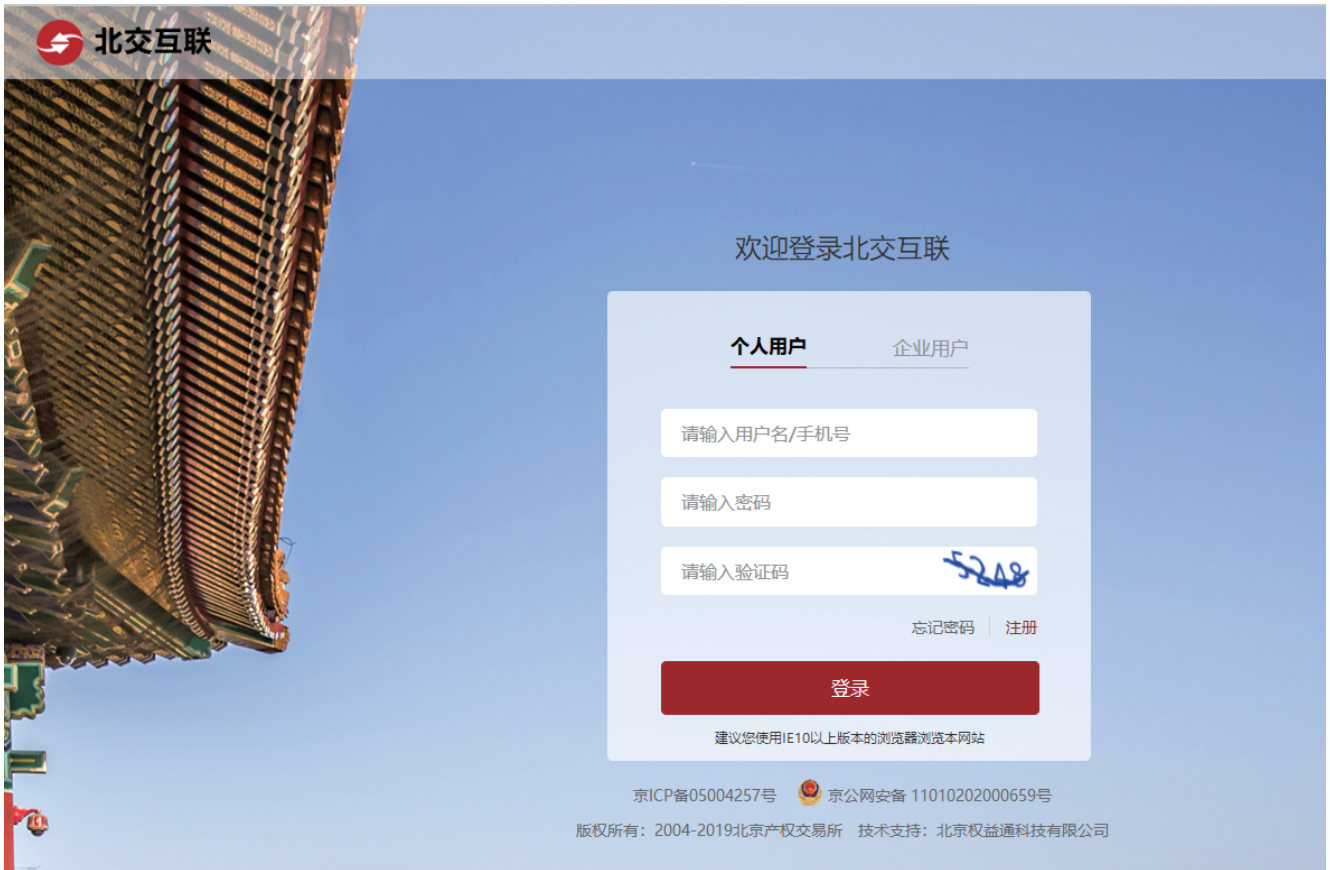 北交互联
欢迎登录北交互联
个人用户 企业用户
请输入用户名/手机号
请输入密码
请输入验证码 5248
忘记密码 注册
登录
建议您使用IE10以上版本的浏览器浏览本网站
京ICP备05004257号 京公网安备 11010202000659号
版权所有：2004-2019北京产权交易所 技术支持：北京权益通科技有限公司